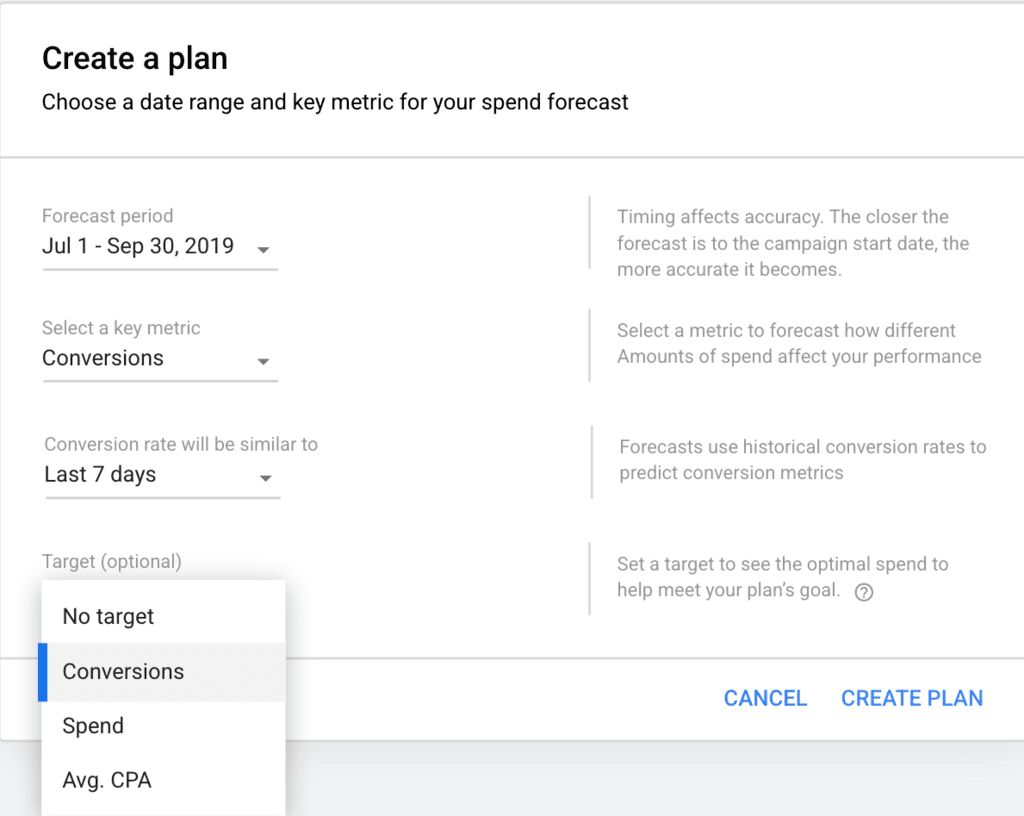 Create a plan
Choose a date range and key metric for your spend forecast
Forecast period
Jul 1 - Sep 30, 2019
Timing affects accuracy. The closer the
forecast is to the campaign start date, the
more accurate it becomes.
Select a key metric
Conversions
Select a metric to forecast how different
Amounts of spend affect your performance
Conversion rate will be similar to
Last 7 days
Forecasts use historical conversion rates to
predict conversion metrics
Target (optional)
Set a target to see the optimal spend to
help meet your plan's goal. ?
No target
Conversions
Spend
Avg. CPA
CANCEL CREATE PLAN